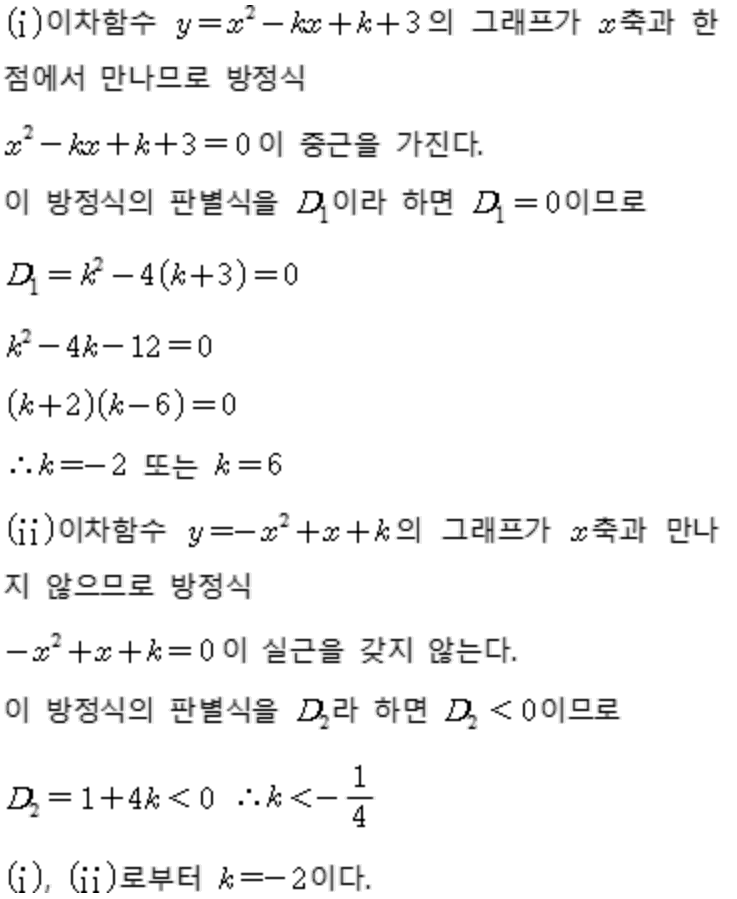 (i)이차함수 y=x²-kx+k+3의 그래프가 x축과 한
점에서 만나므로 방정식
x²-kx+k+3=0이 중근을 가진다.
이 방정식의 판별식을 D₁이라 하면 D₁=0이므로
D₁=k²-4(k+3)=0
k²-4k-12=0
(k+2)(k-6)=0
∴k=-2 또는 k=6
(ii)이차함수 y=-x²+x+k의 그래프가 x축과 만나
지 않으므로 방정식
-x²+x+k=0이 실근을 갖지 않는다.
이 방정식의 판별식을 D₂라 하면 D₂<0이므로
D₂=1+4k<0 ∴k<-1/4
(i), (ii)로부터 k=-2이다.